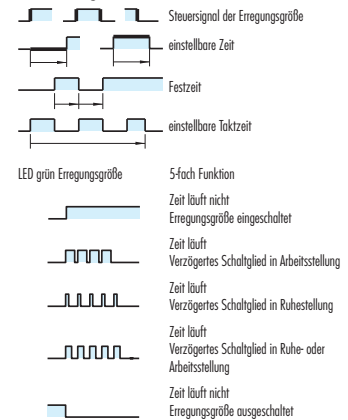 Steuersignal der Erregungsgröße
einstellbare Zeit
Festzeit
einstellbare Taktzeit
LED grün Erregungsgröße 5-fach Funktion
Zeit läuft nicht
Erregungsgröße eingeschaltet
Zeit läuft
Verzögertes Schaltglied in Arbeitsstellung
Zeit läuft
Verzögertes Schaltglied in Ruhestellung
Zeit läuft
Verzögertes Schaltglied in Ruhe- oder
Arbeitsstellung
Zeit läuft nicht
Erregungsgröße ausgeschaltet